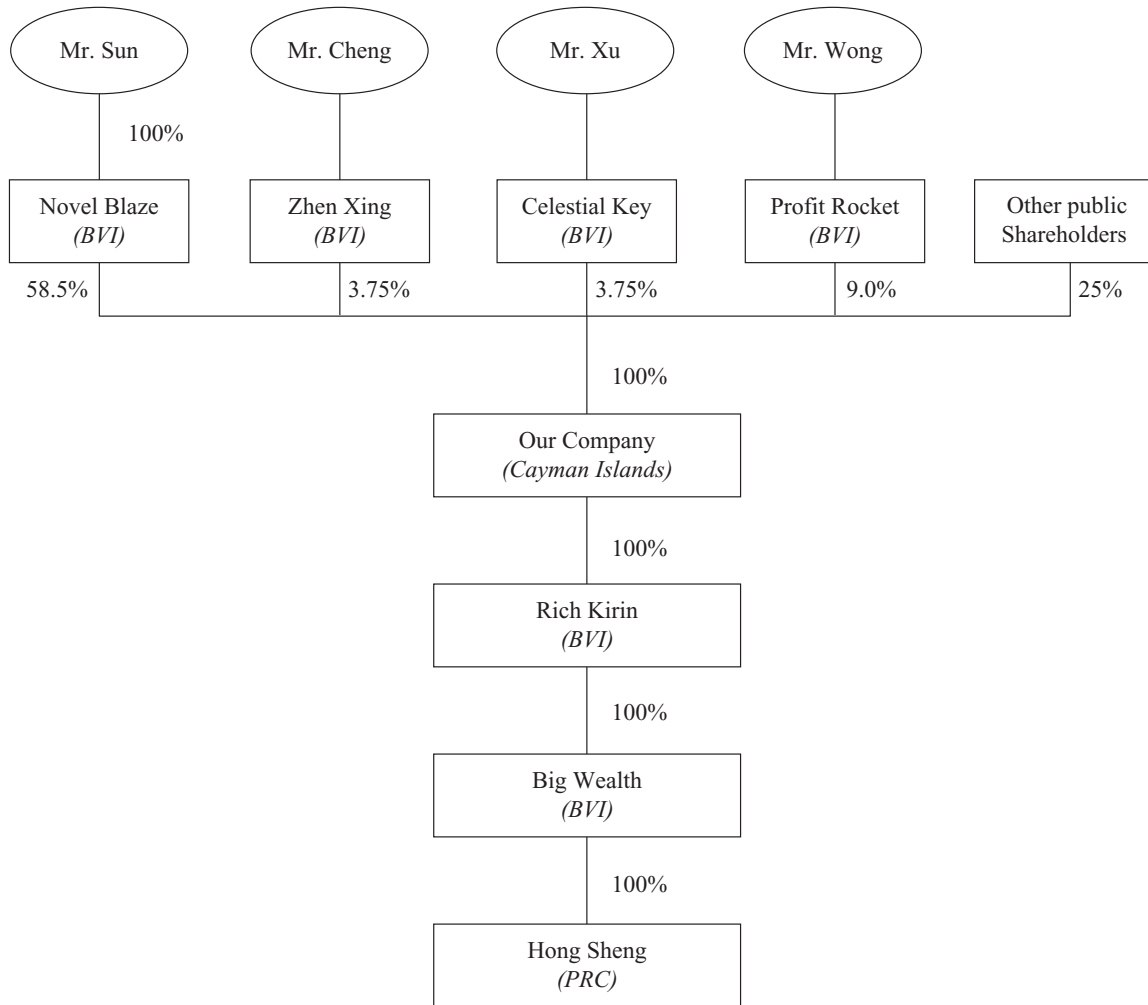 Mr. Sun
Mr. Cheng
Mr. Xu
Mr. Wong
100%
Novel Blaze
(BVI)
Zhen Xing
(BVI)
Celestial Key
(BVI)
Profit Rocket
(BVI)
Other public
Shareholders
58.5%
3.75%
3.75%
9.0%
25%
100%
Our Company
(Cayman Islands)
100%
Rich Kirin
(BVI)
100%
Big Wealth
(BVI)
100%
Hong Sheng
(PRC)